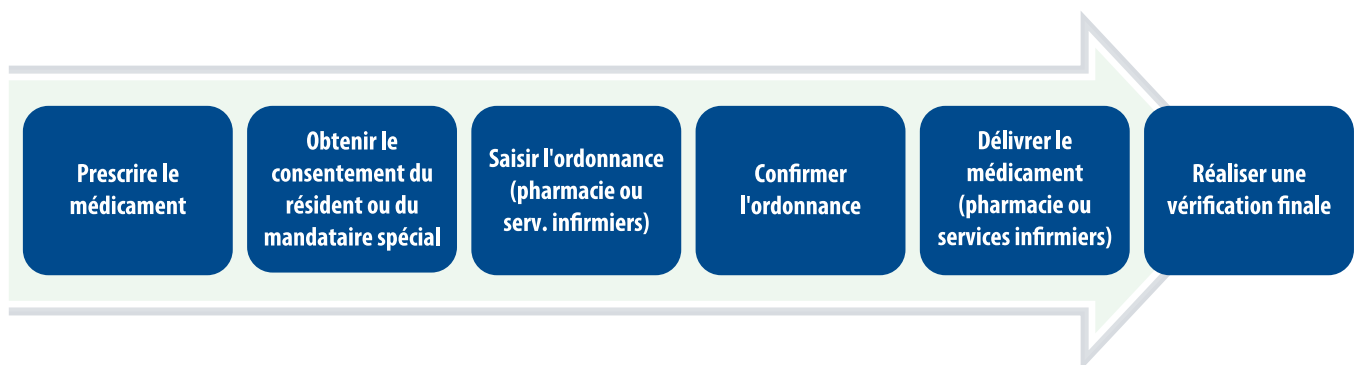 Prescrire le
médicament
Obtenir le
consentement du
résident ou du
mandataire spécial
Saisir l'ordonnance
(pharmacie ou
serv. infirmiers)
Confirmer
l'ordonnance
Délivrer le
médicament
(pharmacie ou
services infirmiers)
Réaliser une
vérification finale